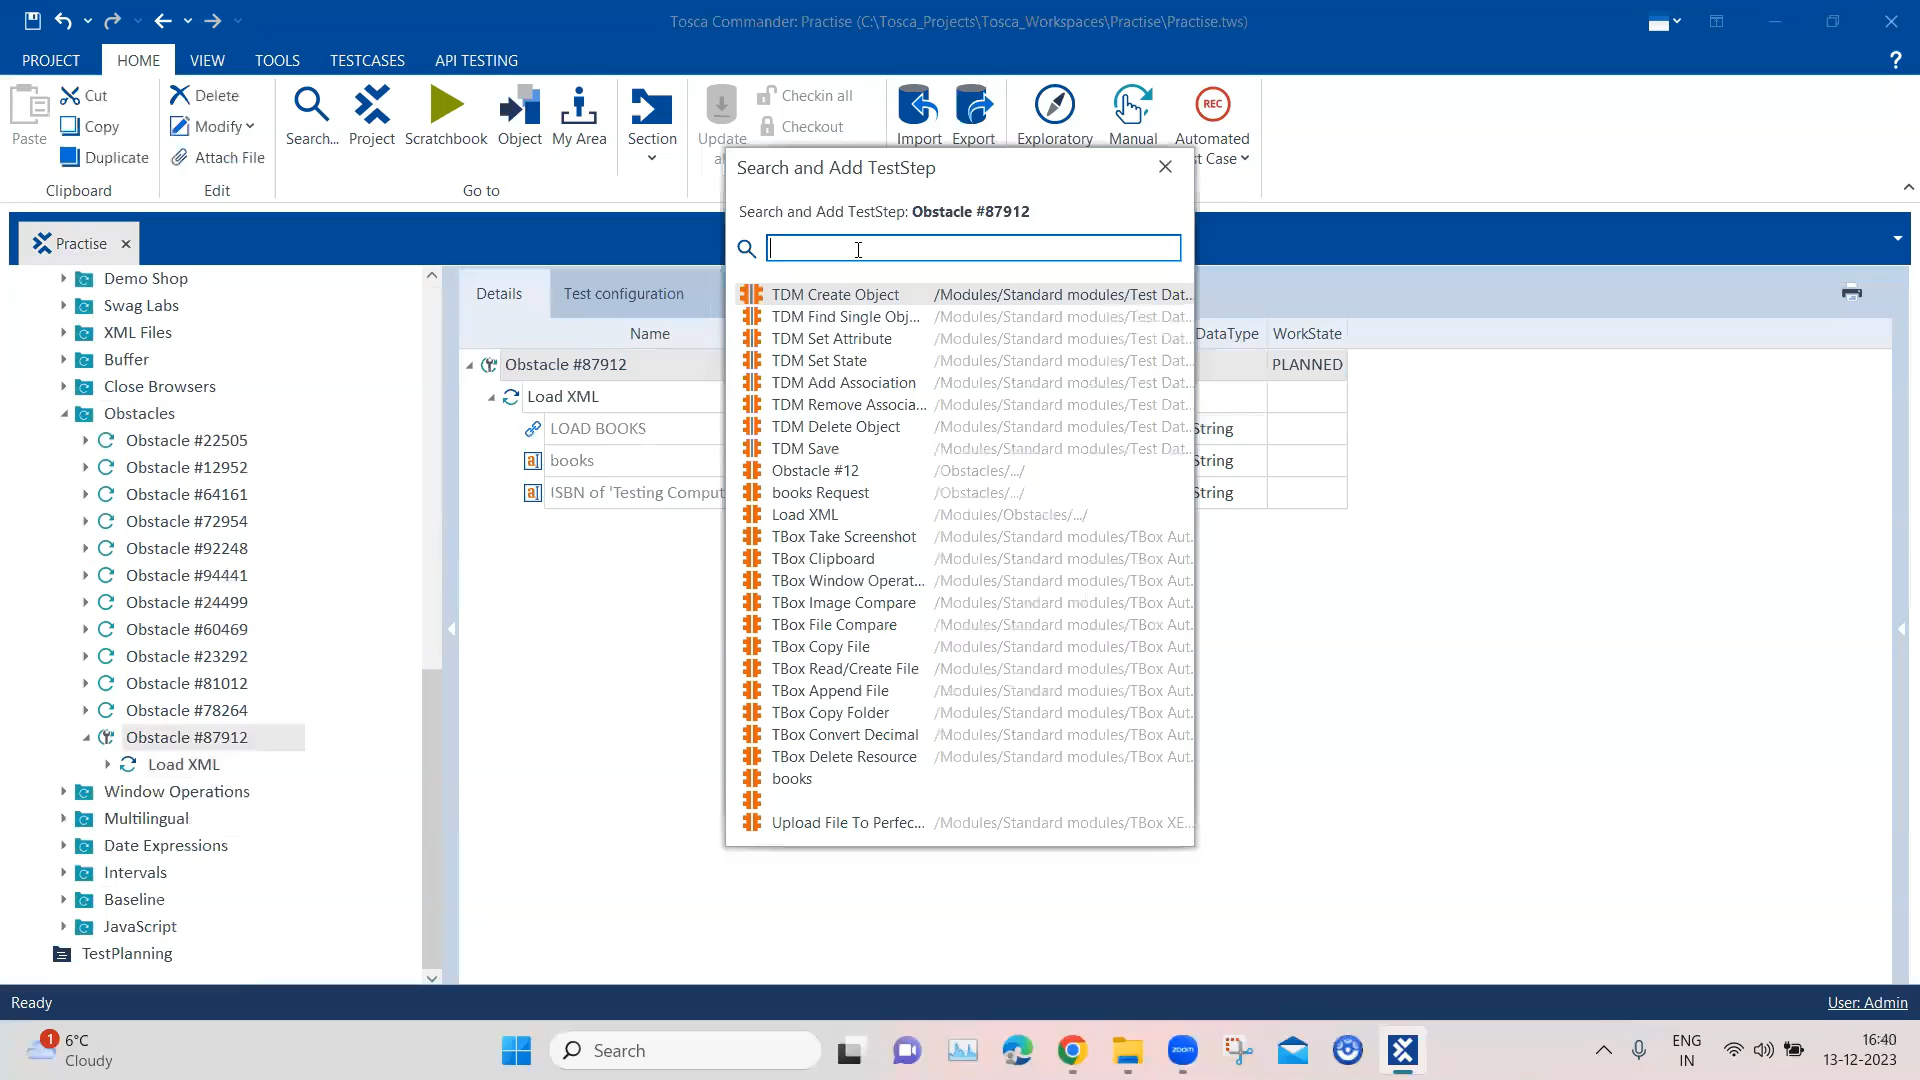 Tosca Commander: Practise (C:\Tosca_Projects\Tosca_Workspaces\Practise\Practise.tws)
PROJECT HOME VIEW TOOLS TESTCASES API TESTING ?
Paste Cut Copy Duplicate Clipboard
Delete Modify Attach File Edit
Search... Project Scratchbook Object My Area Section Go to
Update Checkin all Checkout
Import Export Exploratory Manual REC Automated
st Case
Practise
Demo Shop
Swag Labs
XML Files
Buffer
Close Browsers
Obstacles
Obstacle #22505
Obstacle #12952
Obstacle #64161
Obstacle #72954
Obstacle #92248
Obstacle #94441
Obstacle #24499
Obstacle #60469
Obstacle #23292
Obstacle #81012
Obstacle #78264
Obstacle #87912
Load XML
Window Operations
Multilingual
Date Expressions
Intervals
Baseline
JavaScript
TestPlanning
Details Test configuration
Name DataType WorkState
Obstacle #87912 PLANNED
Load XML
LOAD BOOKS String
books String
ISBN of 'Testing Comput String
Search and Add TestStep
Search and Add TestStep: Obstacle #87912
TDM Create Object /Modules/Standard modules/Test Dat...
TDM Find Single Obj... /Modules/Standard modules/Test Dat...
TDM Set Attribute /Modules/Standard modules/Test Dat...
TDM Set State /Modules/Standard modules/Test Dat...
TDM Add Association /Modules/Standard modules/Test Dat...
TDM Remove Associa... /Modules/Standard modules/Test Dat...
TDM Delete Object /Modules/Standard modules/Test Dat...
TDM Save /Modules/Standard modules/Test Dat...
Obstacle #12 /Obstacles/.../
books Request /Obstacles/.../
Load XML /Modules/Obstacles/.../
TBox Take Screenshot /Modules/Standard modules/TBox Aut.
TBox Clipboard /Modules/Standard modules/TBox Aut.
TBox Window Operat... /Modules/Standard modules/TBox Aut.
TBox Image Compare /Modules/Standard modules/TBox Aut.
TBox File Compare /Modules/Standard modules/TBox Aut.
TBox Copy File /Modules/Standard modules/TBox Aut.
TBox Read/Create File /Modules/Standard modules/TBox Aut.
TBox Append File /Modules/Standard modules/TBox Aut.
TBox Copy Folder /Modules/Standard modules/TBox Aut.
TBox Convert Decimal /Modules/Standard modules/TBox Aut.
TBox Delete Resource /Modules/Standard modules/TBox Aut.
books
Upload File To Perfec... /Modules/Standard modules/TBox XE...
Ready User: Admin
1 6°C
Cloudy
Search
zoom
ENG
IN
16:40
13-12-2023